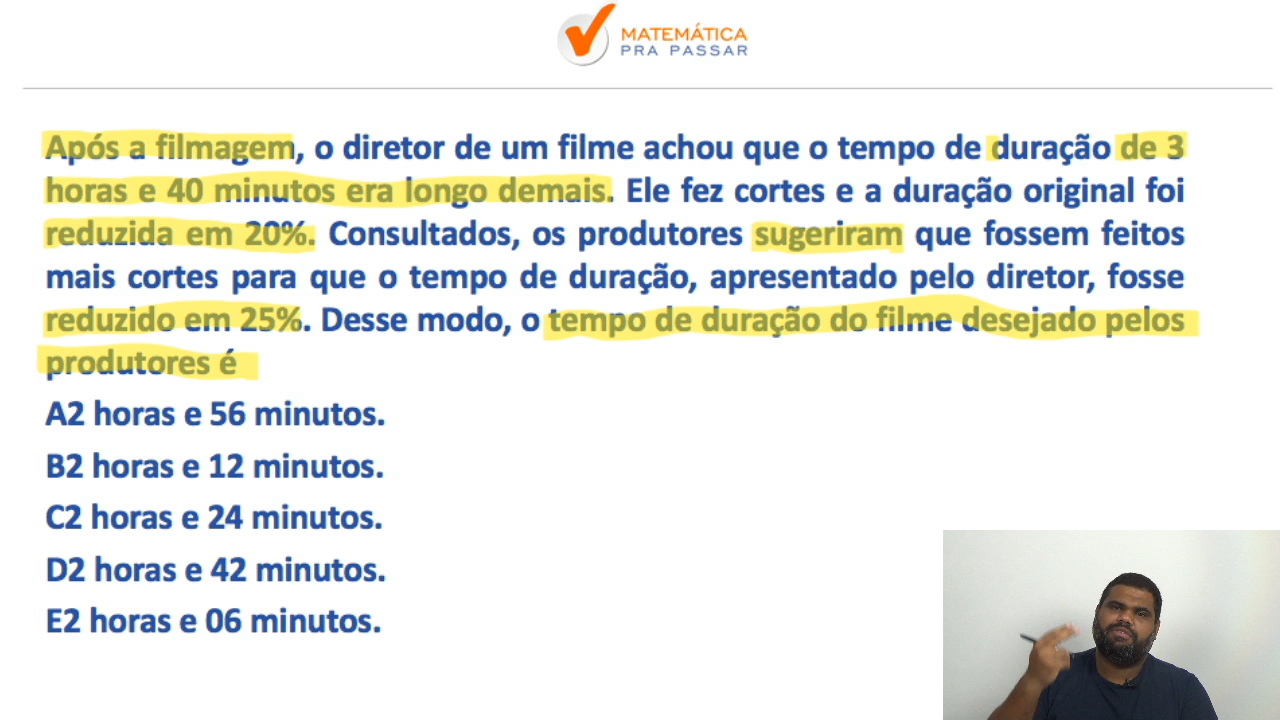 MATEMÁTICA
PRA PASSAR
Após a filmagem, o diretor de um filme achou que o tempo de duração de 3
horas e 40 minutos era longo demais. Ele fez cortes e a duração original foi
reduzida em 20%. Consultados, os produtores sugeriram que fossem feitos
mais cortes para que o tempo de duração, apresentado pelo diretor, fosse
reduzido em 25%. Desse modo, o tempo de duração do filme desejado pelos
produtores é
A2 horas e 56 minutos.
B2 horas e 12 minutos.
C2 horas e 24 minutos.
D2 horas e 42 minutos.
E2 horas e 06 minutos.